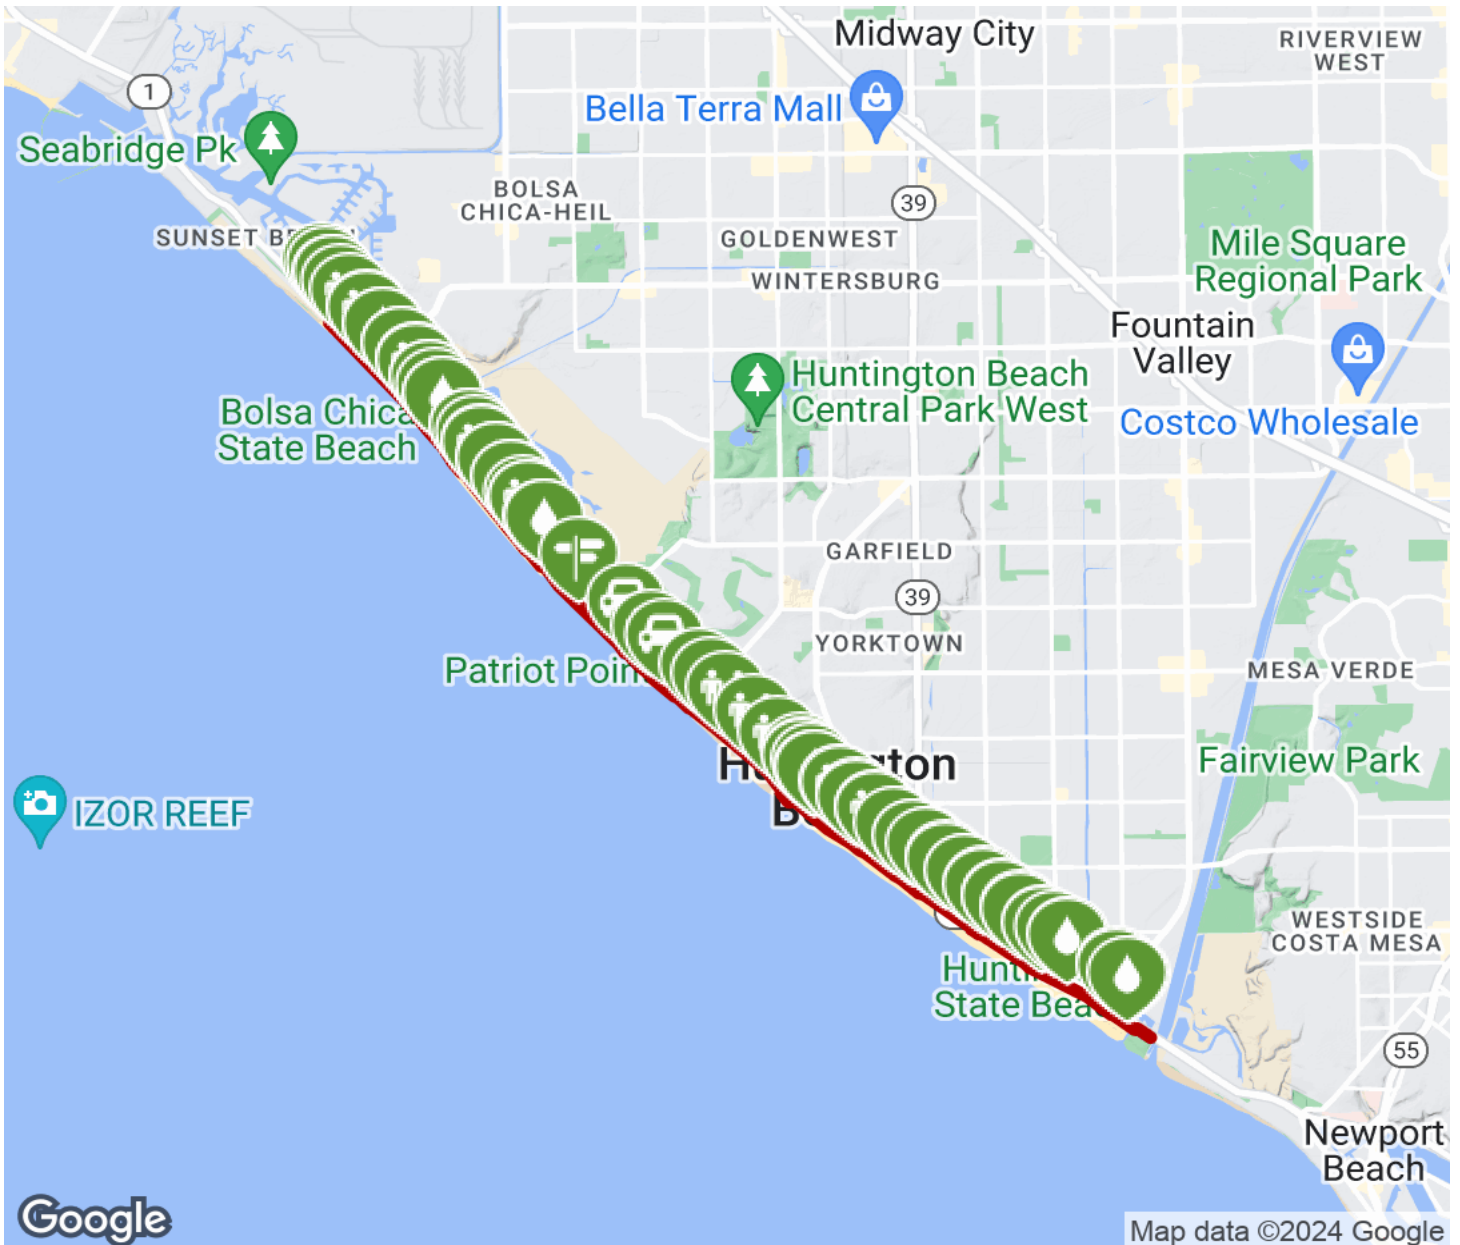 Midway City
RIVERVIEW
WEST
1
Bella Terra Mall
Seabridge Pk
BOLSA
CHICA-HEIL
39
SUNSET
GOLDENWEST
Mile Square
Regional Park
WINTERSBURG
Fountain
Valley
Huntington Beach
Central Park West
Bolsa Chica
State Beach
Costco Wholesale
GARFIELD
39
YORKTOWN
Patriot Point
MESA VERDE
Fairview Park
IZOR REEF
WESTSIDE
COSTA MESA
State Beac
55
Newport
Beach
Google
Map data ©2024 Google